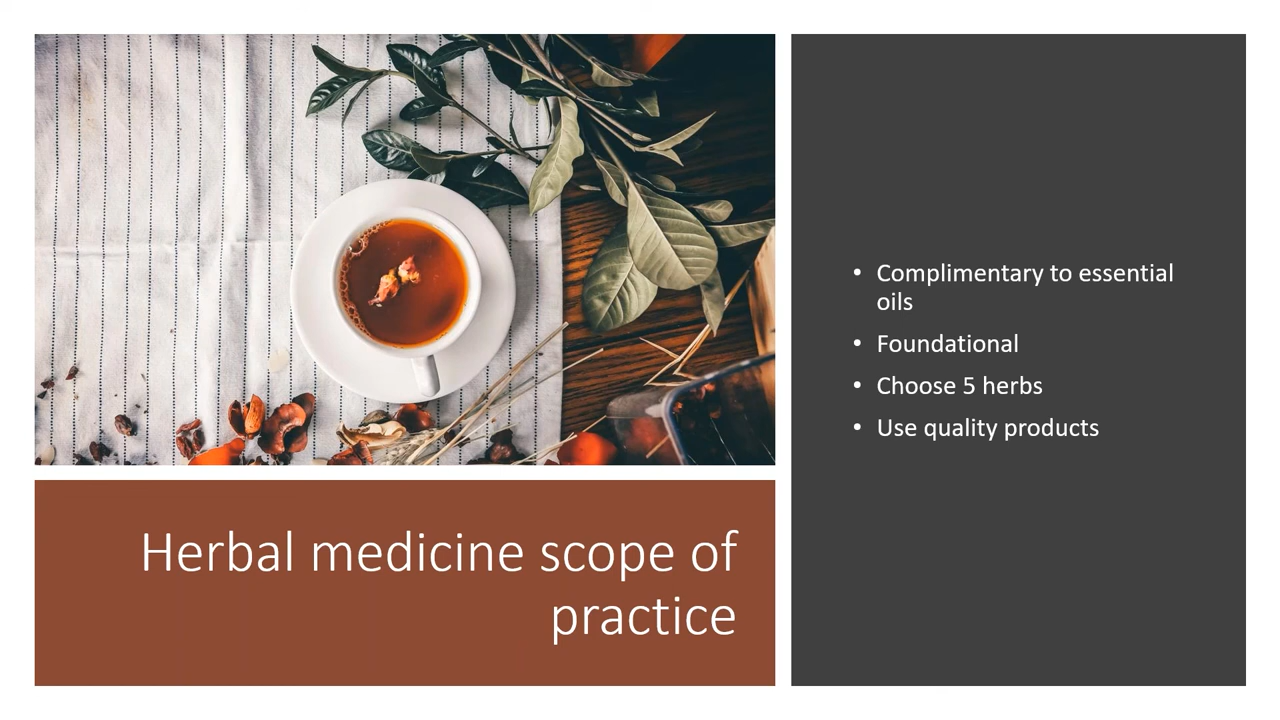 Complimentary to essential
oils
Foundational
Choose 5 herbs
Use quality products
Herbal medicine scope of
practice